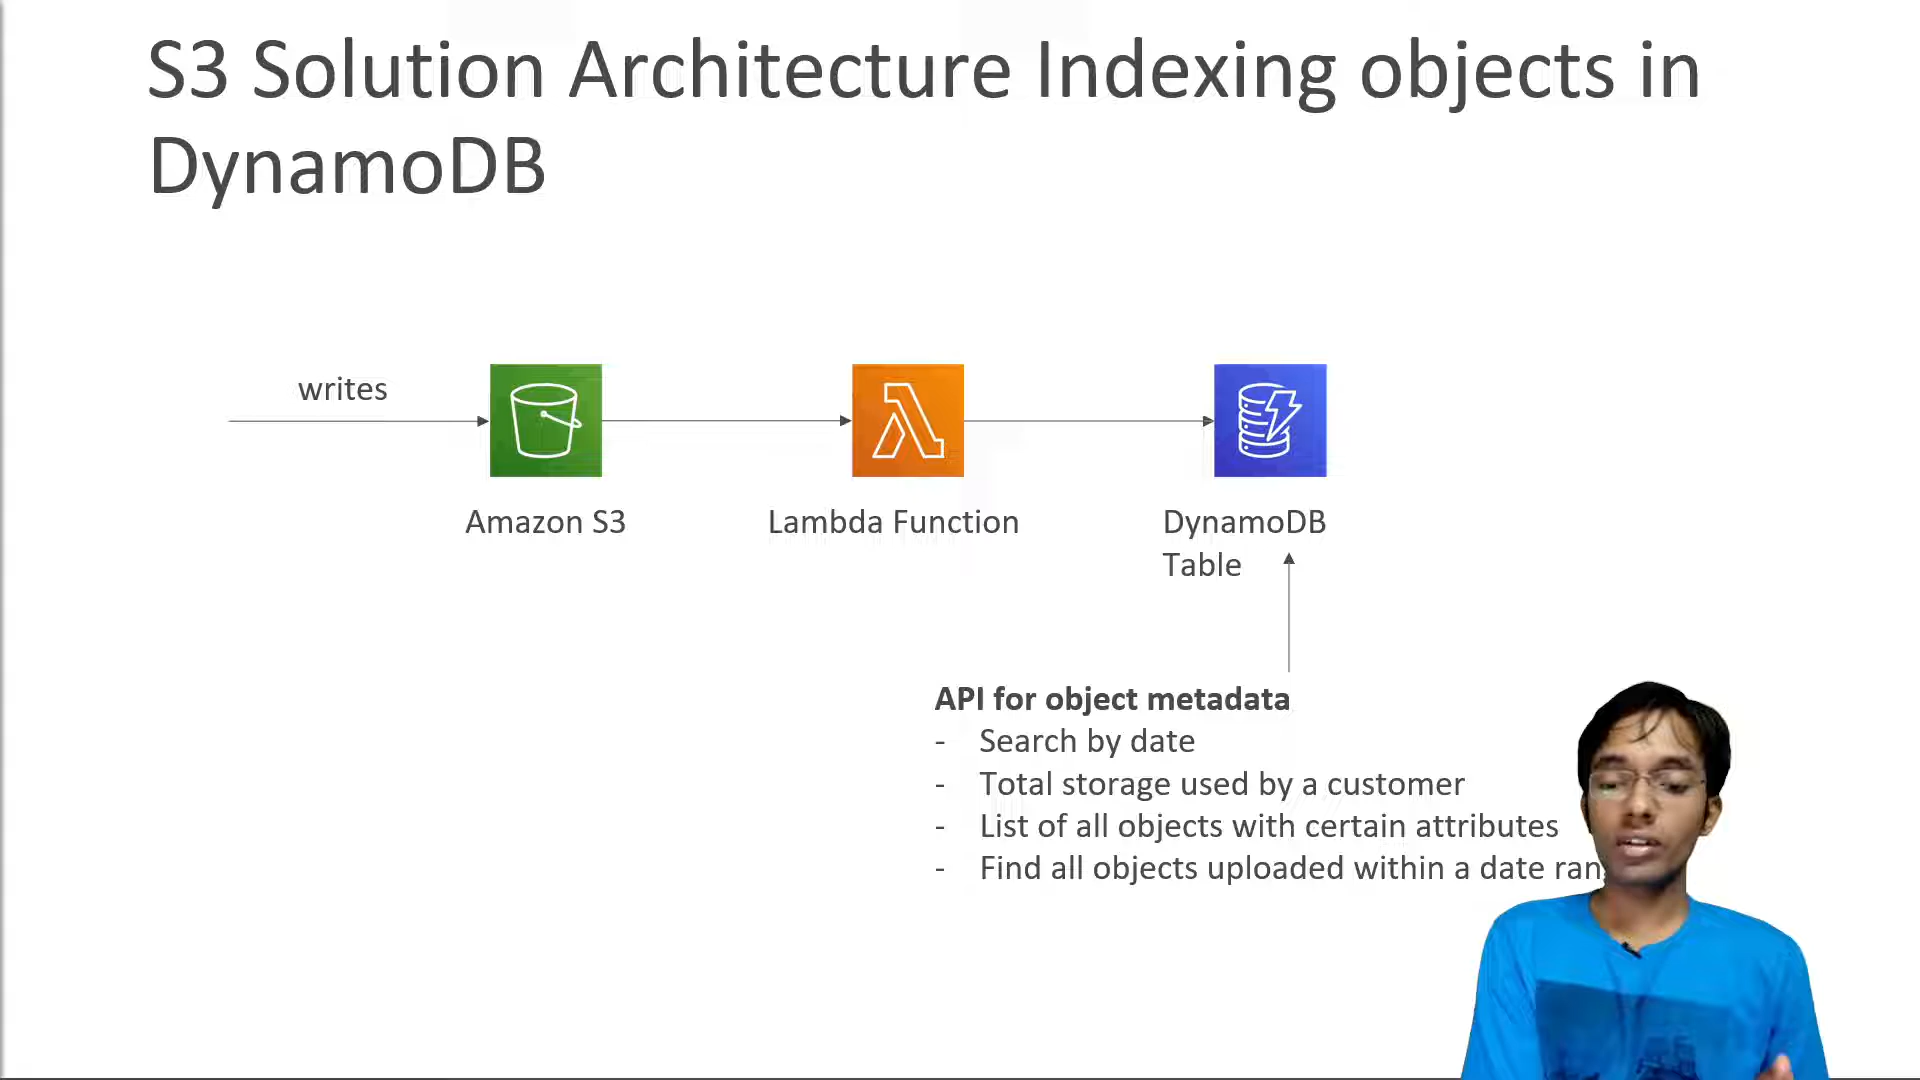 S3 Solution Architecture Indexing objects in
DynamoDB
writes
Amazon S3
Lambda Function
DynamoDB
Table
API for object metadata
- Search by date
- Total storage used by a customer
- List of all objects with certain attributes
- Find all objects uploaded within a date